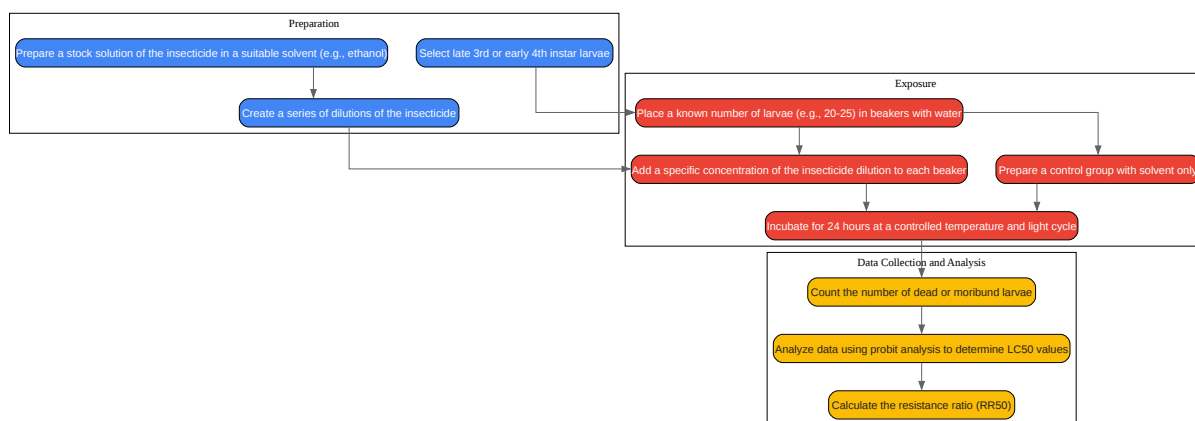 Preparation
Prepare a stock solution of the insecticide in a suitable solvent (e.g., ethanol)
Select late 3rd or early 4th instar larvae
Create a series of dilutions of the insecticide
Exposure
Place a known number of larvae (e.g., 20-25) in beakers with water
Add a specific concentration of the insecticide dilution to each beaker
Prepare a control group with solvent only
Incubate for 24 hours at a controlled temperature and light cycle
Data Collection and Analysis
Count the number of dead or moribund larvae
Analyze data using probit analysis to determine LC50 values
Calculate the resistance ratio (RR50)